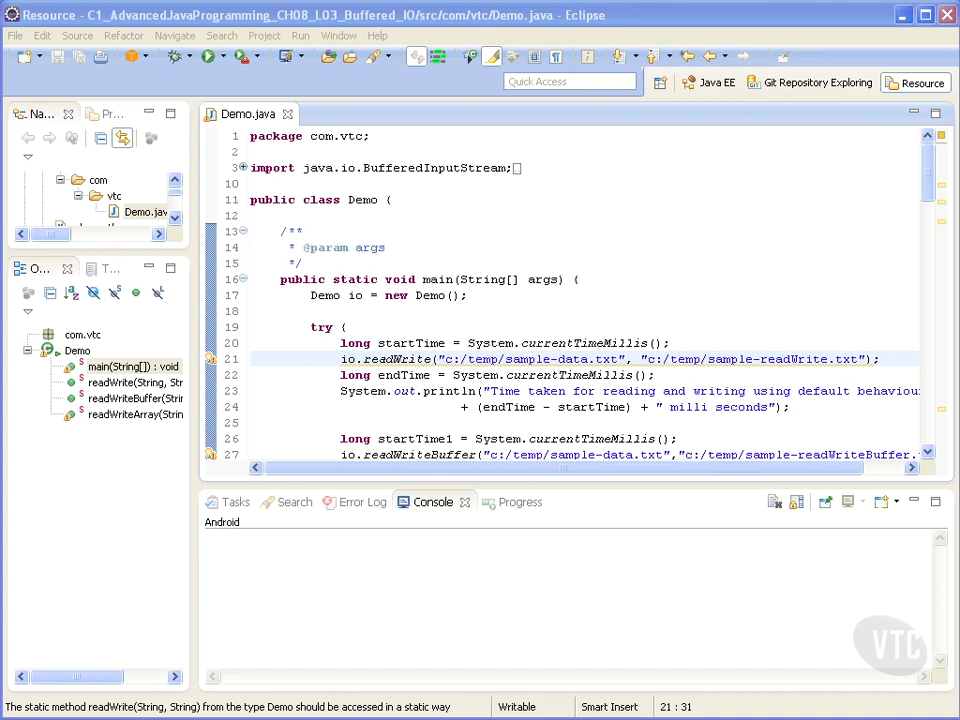 Resource - C1_AdvancedJavaProgramming_CH08_L03_Buffered_IO/src/com/vtc/Demo.java - Eclipse
File Edit Source Refactor Navigate Search Project Run Window Help
Quick Access
Java EE Git Repository Exploring Resource
Na... Pr...
com
vtc
Demo.jav
O... T...
com.vtc
Demo
main(String[]) : void
readWrite(String, Str
readWriteBuffer(Stri
readWriteArray(Strin
Demo.java
1 package com.vtc;
2
3 import java.io.BufferedInputStream;
10
11 public class Demo {
12
13 /**
14 * @param args
15 */
16 public static void main(String[] args) {
17 Demo io = new Demo();
18
19 try {
20 long startTime = System.currentTimeMillis();
21 io.readWrite("c:/temp/sample-data.txt", "c:/temp/sample-readWrite.txt");
22 long endTime = System.currentTimeMillis();
23 System.out.println("Time taken for reading and writing using default behaviou
24 + (endTime - startTime) + " milli seconds");
25
26 long startTime1 = System.currentTimeMillis();
27 io.readWriteBuffer("c:/temp/sample-data.txt","c:/temp/sample-readWriteBuffer.
Tasks Search Error Log Console Progress
Android
VTC
The static method readWrite(String, String) from the type Demo should be accessed in a static way Writable Smart Insert 21 : 31